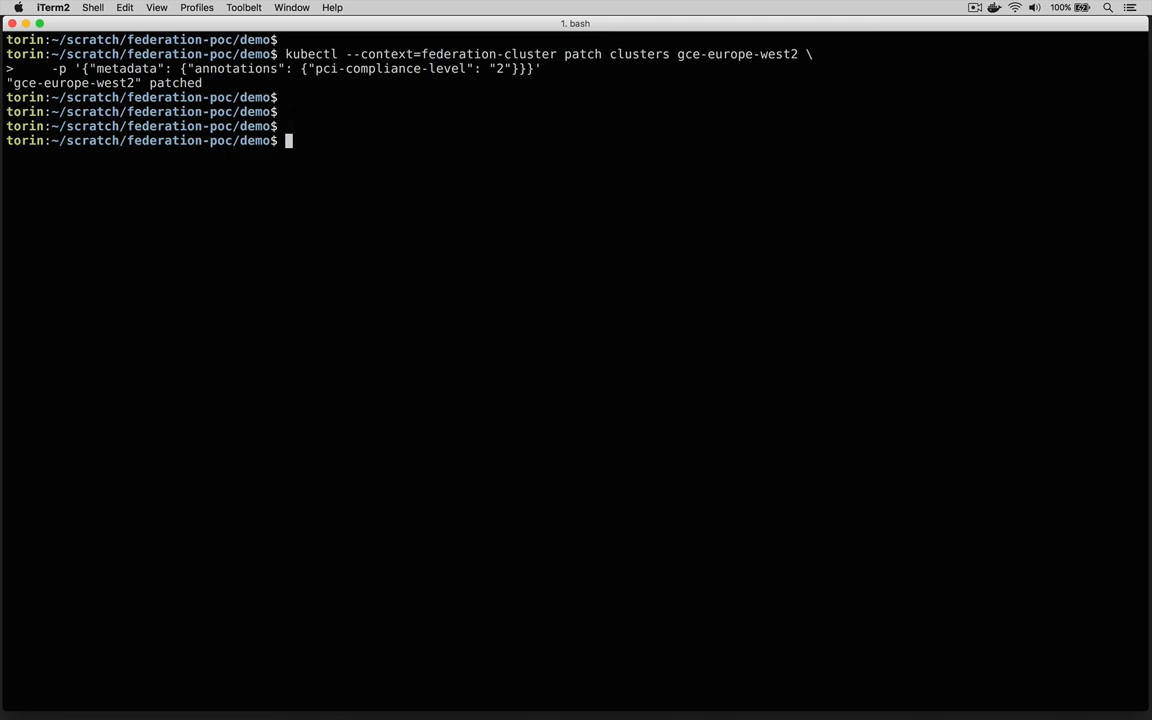 iTerm2 Shell Edit View Profiles Toolbelt Window Help 100%
1. bash
torin:~/scratch/federation-poc/demo$
torin:~/scratch/federation-poc/demo$ kubectl --context=federation-cluster patch clusters gce-europe-west2 \
>     -p '{"metadata": {"annotations": {"pci-compliance-level": "2"}}}'
"gce-europe-west2" patched
torin:~/scratch/federation-poc/demo$
torin:~/scratch/federation-poc/demo$
torin:~/scratch/federation-poc/demo$
torin:~/scratch/federation-poc/demo$